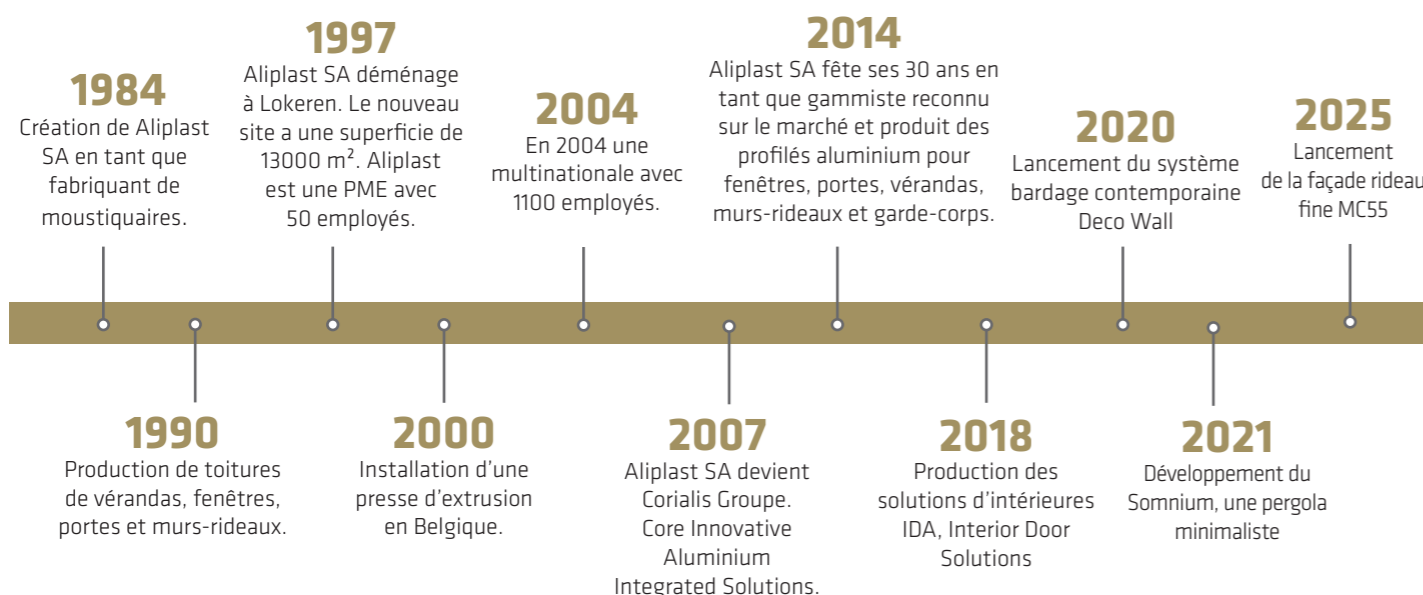 1984
Création de Aliplast
SA en tant que
fabriquant de
moustiquaires.
1990
Production de toitures
de vérandas, fenêtres,
portes et murs-rideaux.
1997
Aliplast SA déménage
à Lokeren. Le nouveau
site a une superficie de
13000 m². Aliplast
est une PME avec
50 employés.
2000
Installation d’une
presse d’extrusion
en Belgique.
2004
En 2004 une
multinationale avec
1100 employés.
2007
Aliplast SA devient
Corialis Groupe.
Core Innovative
Aluminium
Integrated Solutions.
2014
Aliplast SA fête ses 30 ans en
tant que gammiste reconnu
sur le marché et produit des
profilés aluminium pour
fenêtres, portes, vérandas,
murs-rideaux et garde-corps.
2018
Production des
solutions d’intérieures
IDA, Interior Door
Solutions
2020
Lancement du système
bardage contemporaine
Deco Wall
2021
Développement du
Somnium, une pergola
minimaliste
2025
Lancement
de la façade rideau
fine MC55